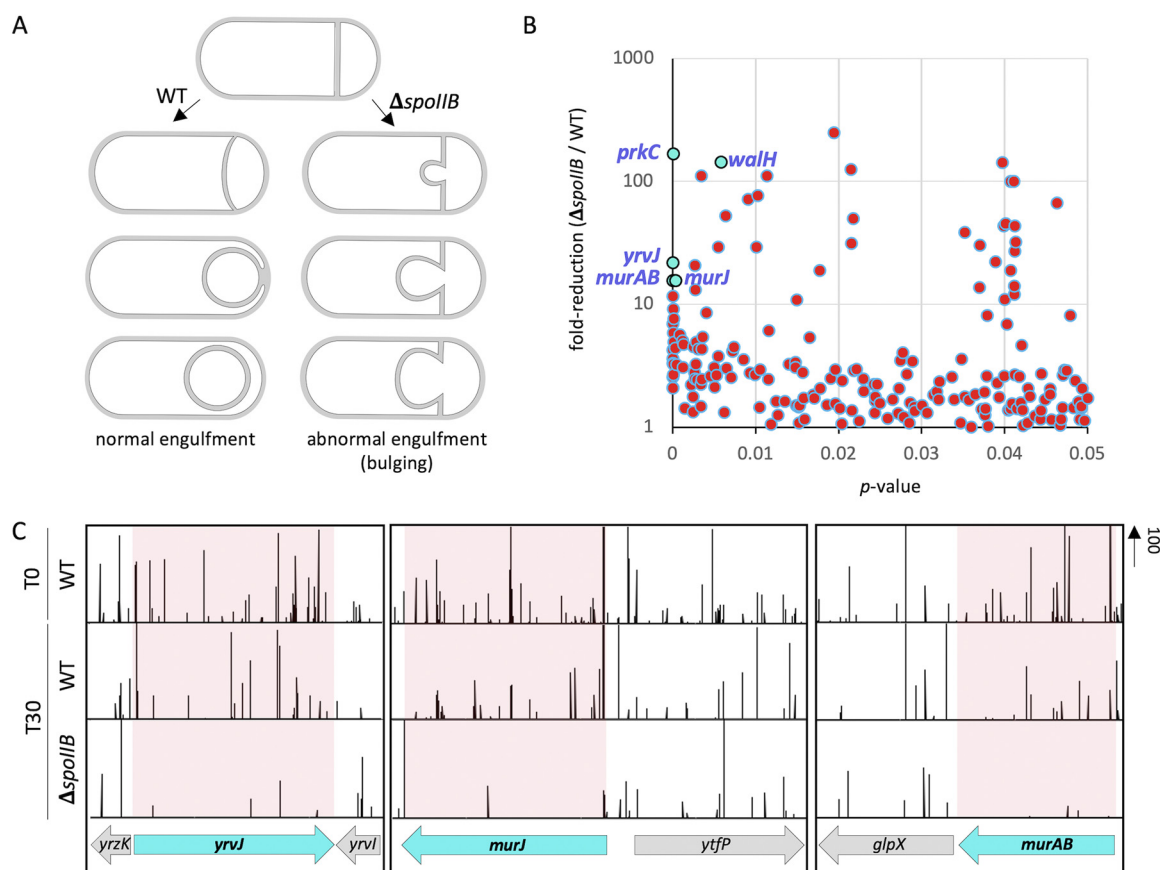 A
WT
ΔspoIIB
normal engulfment
abnormal engulfment
(bulging)
B
fold-reduction (ΔspoIIB / WT)
1000
100
10
1
prkC
walH
yrvJ
murAB
murJ
0
0.01
0.02
0.03
0.04
0.05
p-value
C
T0
WT
T30
WT
ΔspoIIB
100
yrzK
yrvJ
yrvI
murJ
ytfP
glpX
murAB